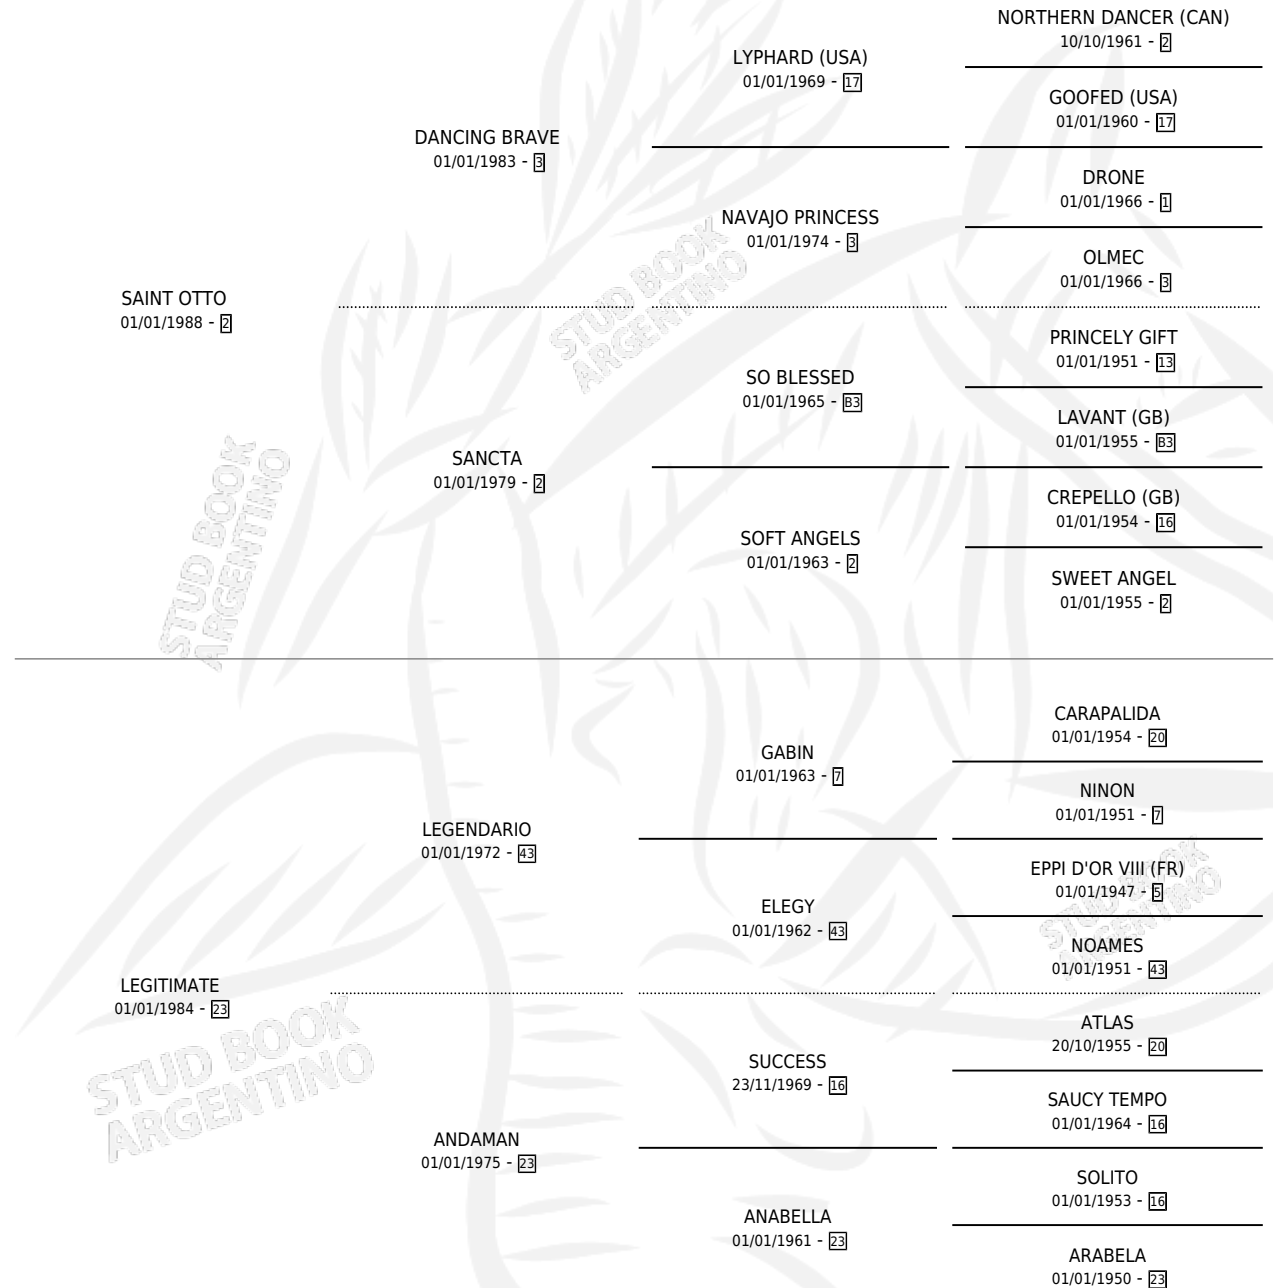 NORTHERN DANCER (CAN)
10/10/1961 - 2
LYPHARD (USA)
01/01/1969 - 17
GOOFED (USA)
01/01/1960 - 17
DANCING BRAVE
01/01/1983 - 3
DRONE
01/01/1966 - 1
NAVAJO PRINCESS
01/01/1974 - 3
OLMEC
01/01/1966 - 3
SAINT OTTO
01/01/1988 - 2
PRINCELY GIFT
01/01/1951 - 13
SO BLESSED
01/01/1965 - B3
LAVANT (GB)
01/01/1955 - B3
SANCTA
01/01/1979 - 2
CREPELLO (GB)
01/01/1954 - 16
SOFT ANGELS
01/01/1963 - 2
SWEET ANGEL
01/01/1955 - 2
CARAPALIDA
01/01/1954 - 20
GABIN
01/01/1963 - 7
NINON
01/01/1951 - 7
LEGENDARIO
01/01/1972 - 43
EPPI D'OR VIII (FR)
01/01/1947 - 5
ELEGY
01/01/1962 - 43
NOAMES
01/01/1951 - 43
LEGITIMATE
01/01/1984 - 23
ATLAS
20/10/1955 - 20
SUCCESS
23/11/1969 - 16
SAUCY TEMPO
01/01/1964 - 16
ANDAMAN
01/01/1975 - 23
SOLITO
01/01/1953 - 16
ANABELLA
01/01/1961 - 23
ARABELA
01/01/1950 - 23
STUD BOOK
ARGENTINO
STUD BOOK
ARGENTINO
STUD BOOK
ARGENTINO
STUD BOOK
ARGENTINO